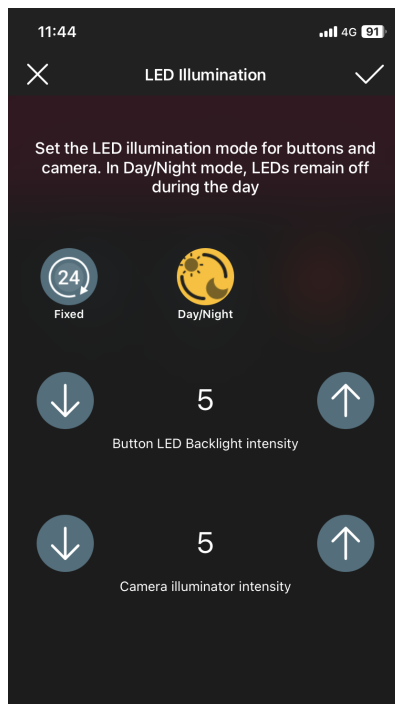 11:44
4G 91
LED Illumination
Set the LED illumination mode for buttons and
camera. In Day/Night mode, LEDs remain off
during the day
24
Fixed
Day/Night
5
Button LED Backlight intensity
5
Camera illuminator intensity